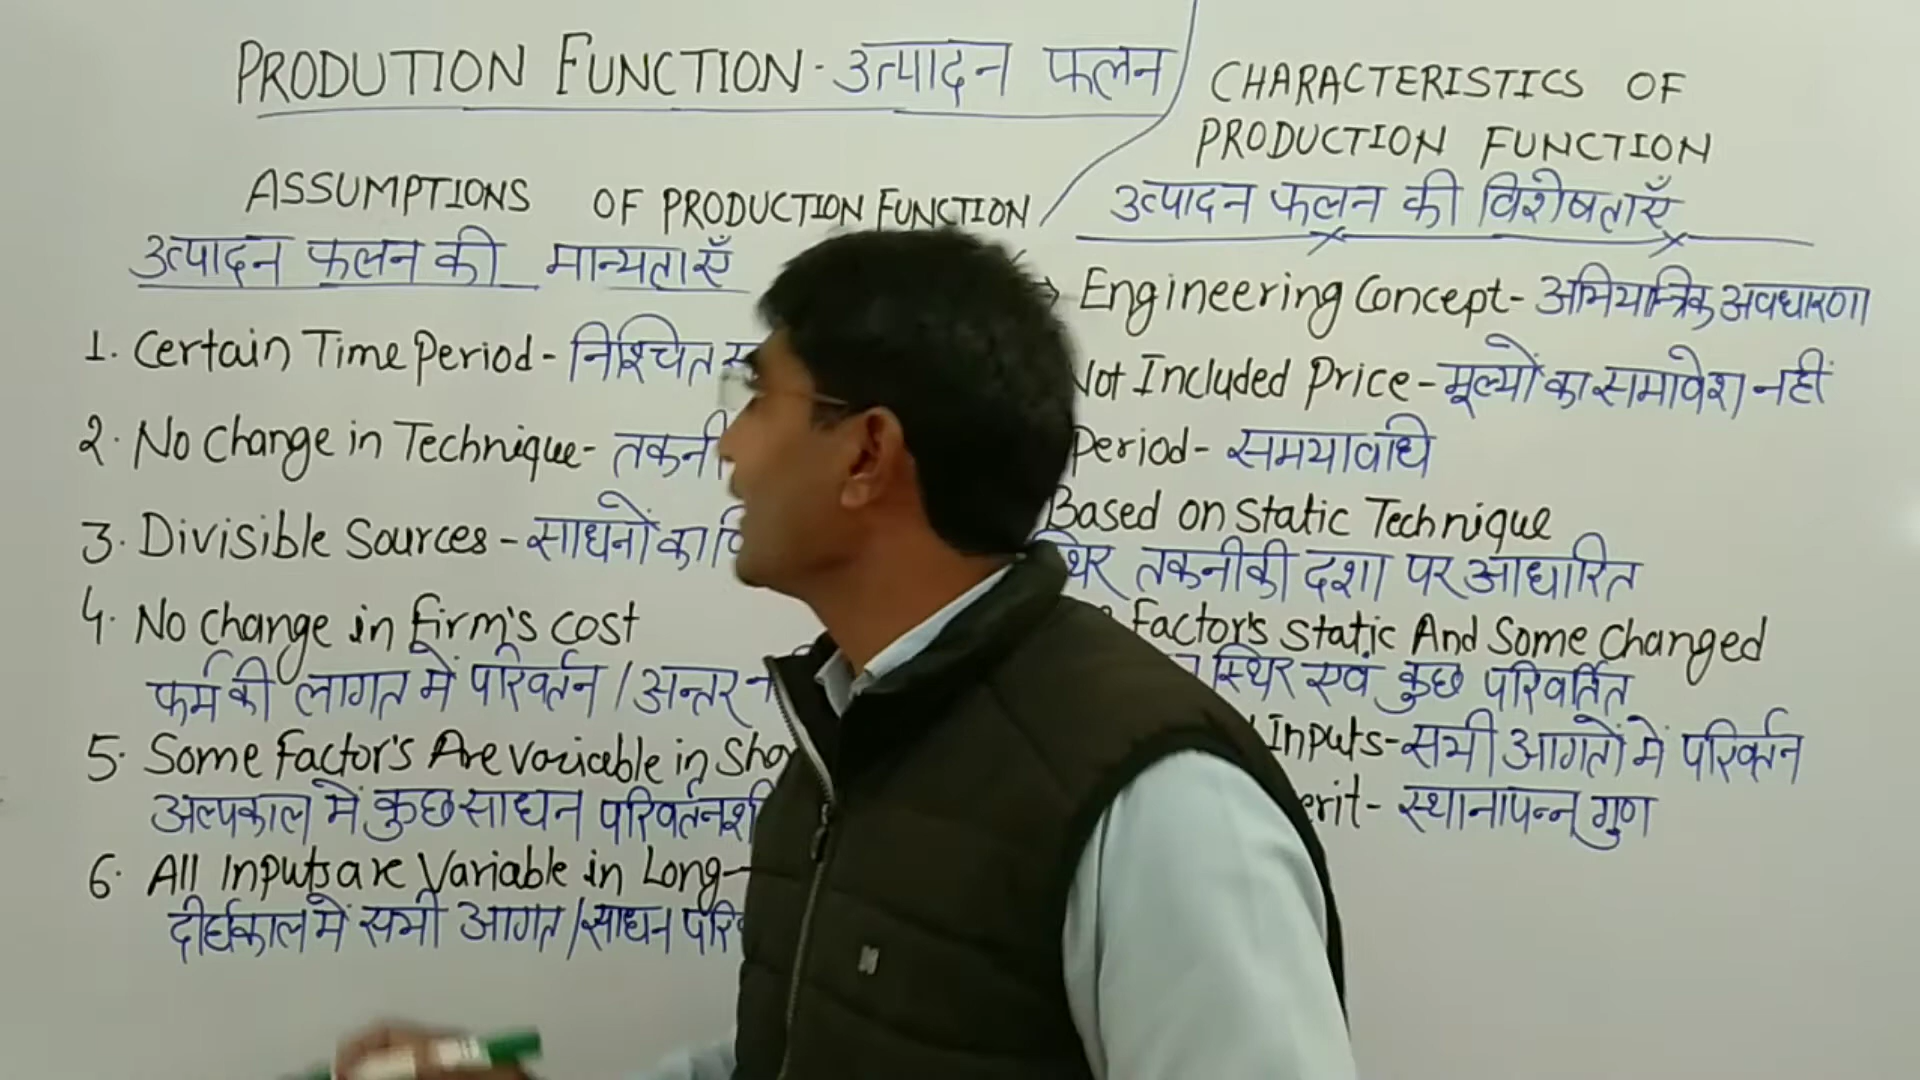 PRODUTION FUNCTION - उत्पादन फलन
ASSUMPTIONS OF PRODUCTION FUNCTION
उत्पादन फलन की मान्यताएँ
1. Certain Time Period - निश्चित
2. No Change in Technique -
3. Divisible Sources - साधनों का
4. No Change in Firm's Cost
फर्म की लागत में परिवर्तन / अन्तर
5. Some Factor's Are variable in
अल्पकाल में कुछ साधन
6. All Inputs are Variable in Long-
दीर्घकाल में सभी आगत / साधन
CHARACTERISTICS OF
PRODUCTION FUNCTION
उत्पादन फलन की विशेषताएँ
Engineering Concept - अभियान्त्रिक अवधारणा
Not Included Price - मूल्यों का समावेश नहीं
Period - समयावधि
Based on Static Technique
तकनीकी दशा पर आधारित
Factor's Static And Some Changed
स्थिर एवं कुछ परिवर्तित
Inputs - सभी आगतों में परिवर्तन
स्थानापन्न गुण